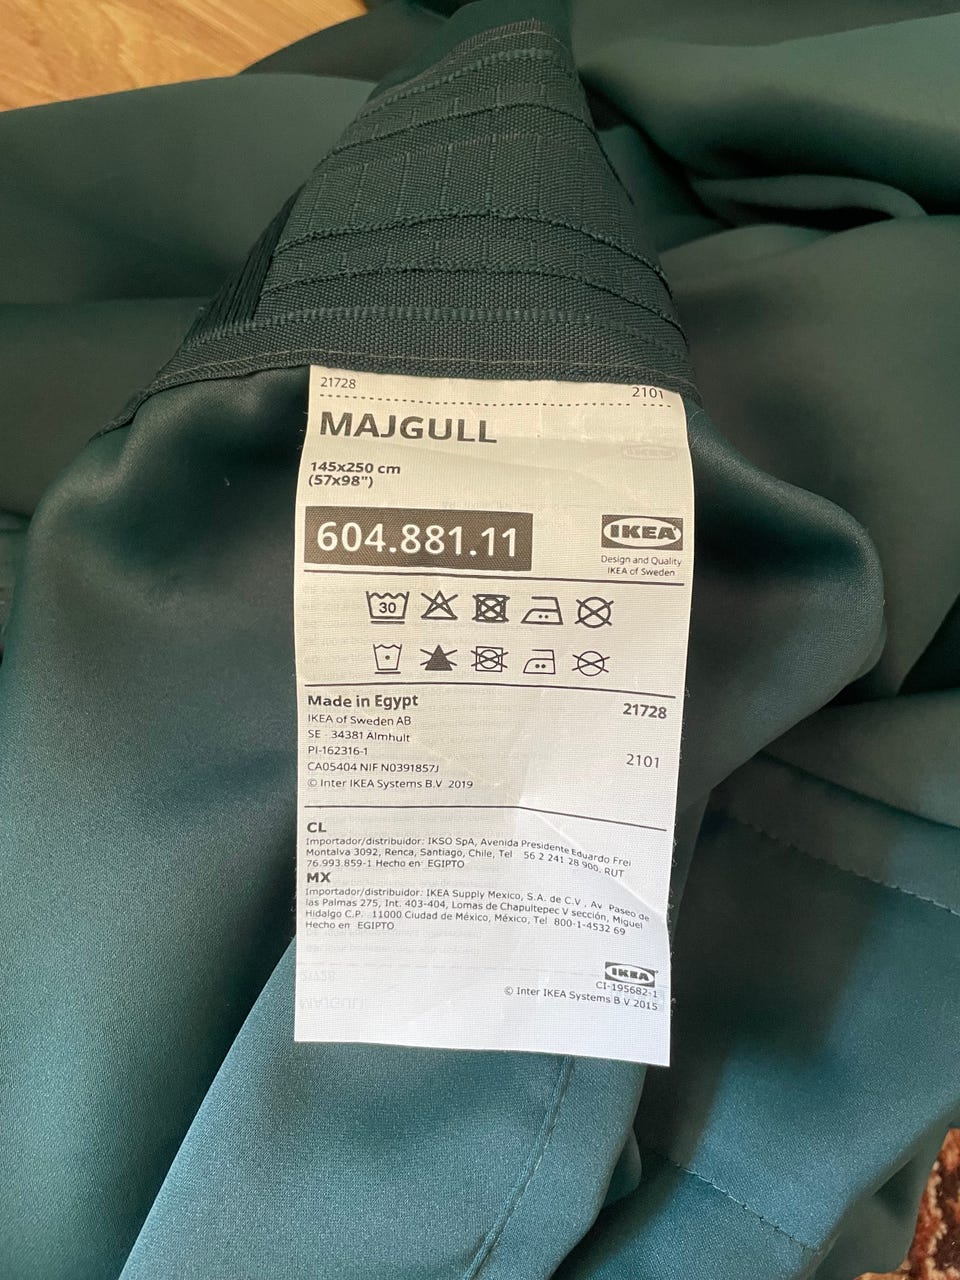 21728 2101
MAJGULL
145x250 cm
(57x98")
604.881.11
IKEA
Design and Quality
IKEA of Sweden
30
Made in Egypt
21728
IKEA of Sweden AB
SE - 34381 Älmhult
PI-162316-1
2101
CA05404 NIF N0391857J
© Inter IKEA Systems B.V. 2019
CL
Importador/distribuidor: IKSO SpA, Avenida Presidente Eduardo Frei
Montalva 3092, Renca, Santiago, Chile, Tel 56 2 241 28 900. RUT
76.993.859-1 Hecho en: EGIPTO
MX
Importador/distribuidor: IKEA Supply Mexico, S.A. de C.V., Av. Paseo de
las Palmas 275, Int. 403-404, Lomas de Chapultepec V sección, Miguel
Hidalgo C.P. 11000 Ciudad de México, México, Tel 800-1-4532 69
Hecho en EGIPTO
IKEA
CI-195682-1
© Inter IKEA Systems B.V. 2015